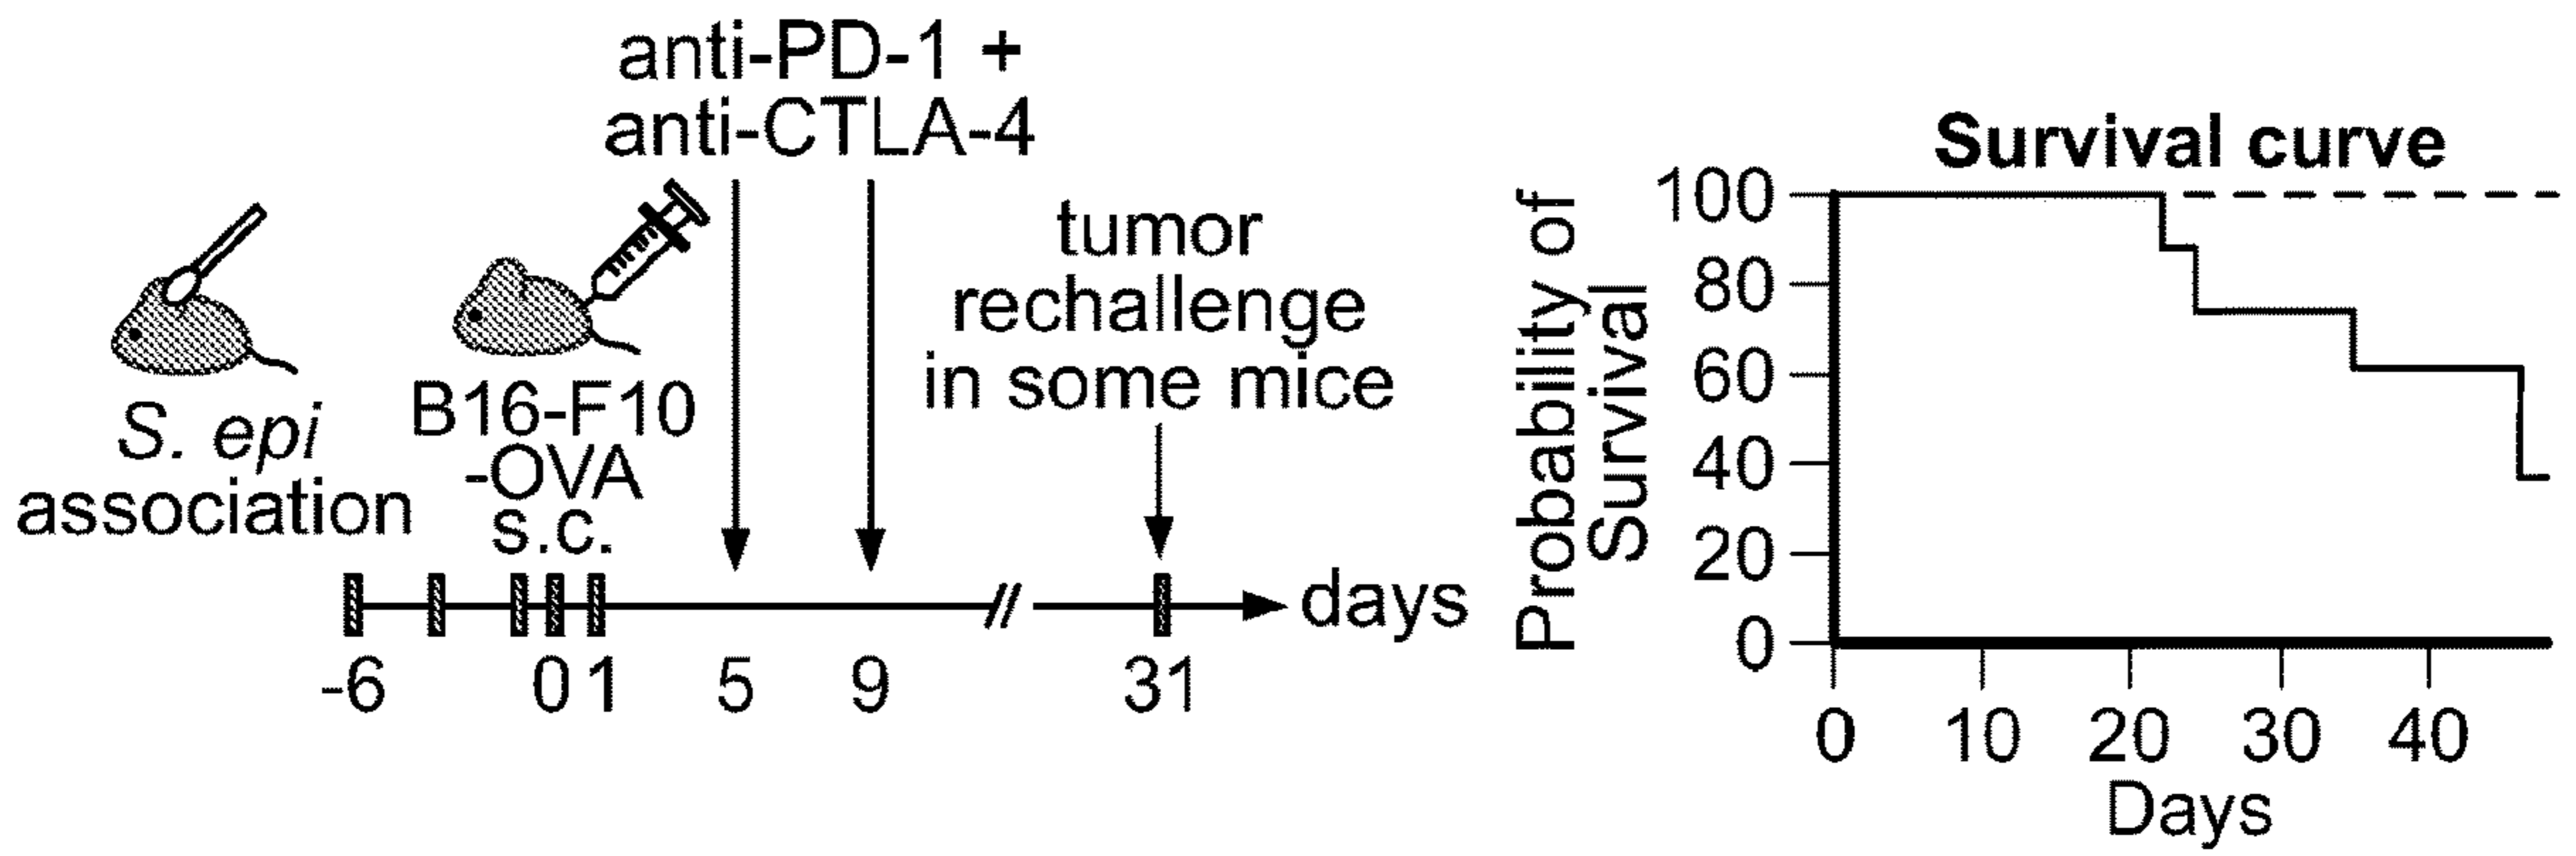 anti-PD-1 +
anti-CTLA-4
S. epi
association
B16-F10
-OVA
s.c.
tumor
rechallenge
in some mice
days
-6 0 1 5 9 31
Survival curve
Probability of
Survival
100
80
60
40
20
0
0 10 20 30 40
Days